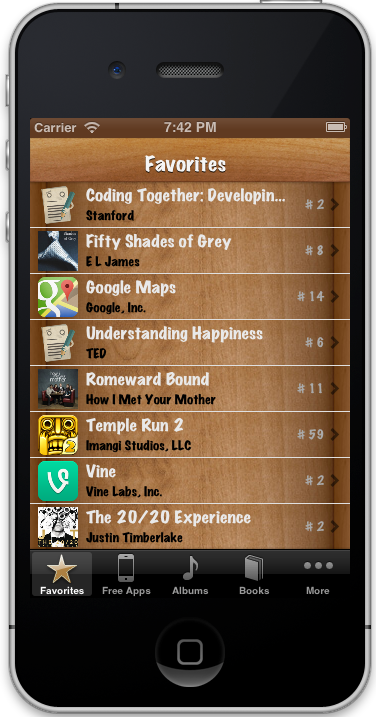 Carrier 7:42 PM
Favorites
Coding Together: Developin...
Stanford
# 2
Fifty Shades of Grey
E L James
# 8
Google Maps
Google, Inc.
# 14
Understanding Happiness
TED
# 6
Romeward Bound
How I Met Your Mother
# 11
Temple Run 2
Imangi Studios, LLC
# 59
2
Vine
Vine Labs, Inc.
# 2
The 20/20 Experience
Justin Timberlake
# 2
Favorites Free Apps Albums Books More